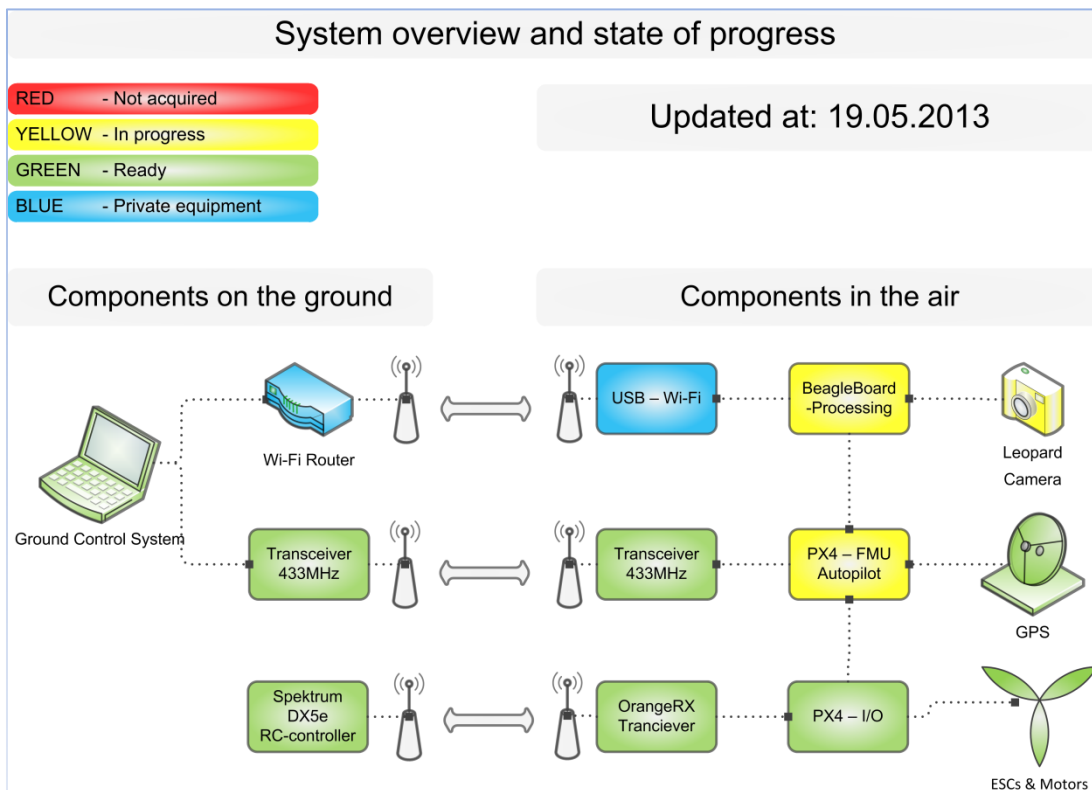 System overview and state of progress
RED - Not acquired
YELLOW - In progress
GREEN - Ready
BLUE - Private equipment
Updated at: 19.05.2013
Components on the ground
Components in the air
Wi-Fi Router
USB – Wi-Fi
BeagleBoard
-Processing
Leopard
Camera
Ground Control System
Transceiver
433MHz
Transceiver
433MHz
PX4 – FMU
Autopilot
GPS
Spektrum
DX5e
RC-controller
OrangeRX
Tranciever
PX4 – I/O
ESCs & Motors